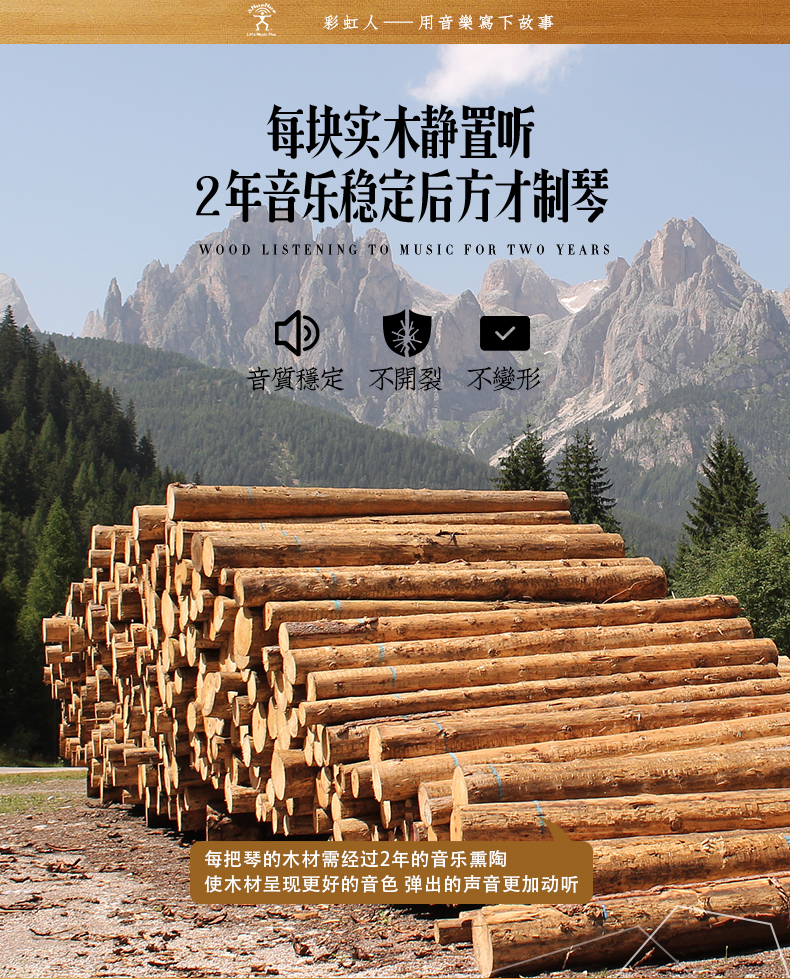 彩虹人——用音樂寫下故事
每块实木静置听
2年音乐稳定后方才制琴
WOOD LISTENING TO MUSIC FOR TWO YEARS
音質穩定 不開裂 不變形
每把琴的木材需经过2年的音乐熏陶
使木材呈现更好的音色 弹出的声音更加动听